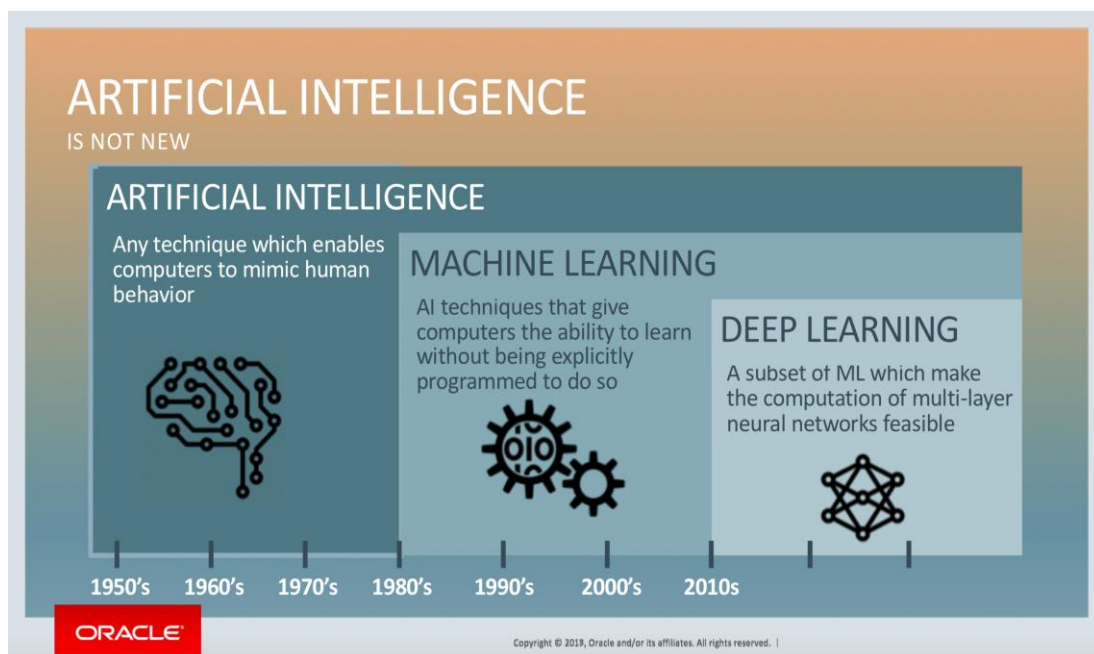 ARTIFICIAL INTELLIGENCE
IS NOT NEW
ARTIFICIAL INTELLIGENCE
Any technique which enables
computers to mimic human
behavior
MACHINE LEARNING
AI techniques that give
computers the ability to learn
without being explicitly
programmed to do so
DEEP LEARNING
A subset of ML which make
the computation of multi-layer
neural networks feasible
1950's 1960's 1970's 1980's 1990's 2000's 2010s
ORACLE
Copyright © 2019, Oracle and/or its affiliates. All rights reserved. |